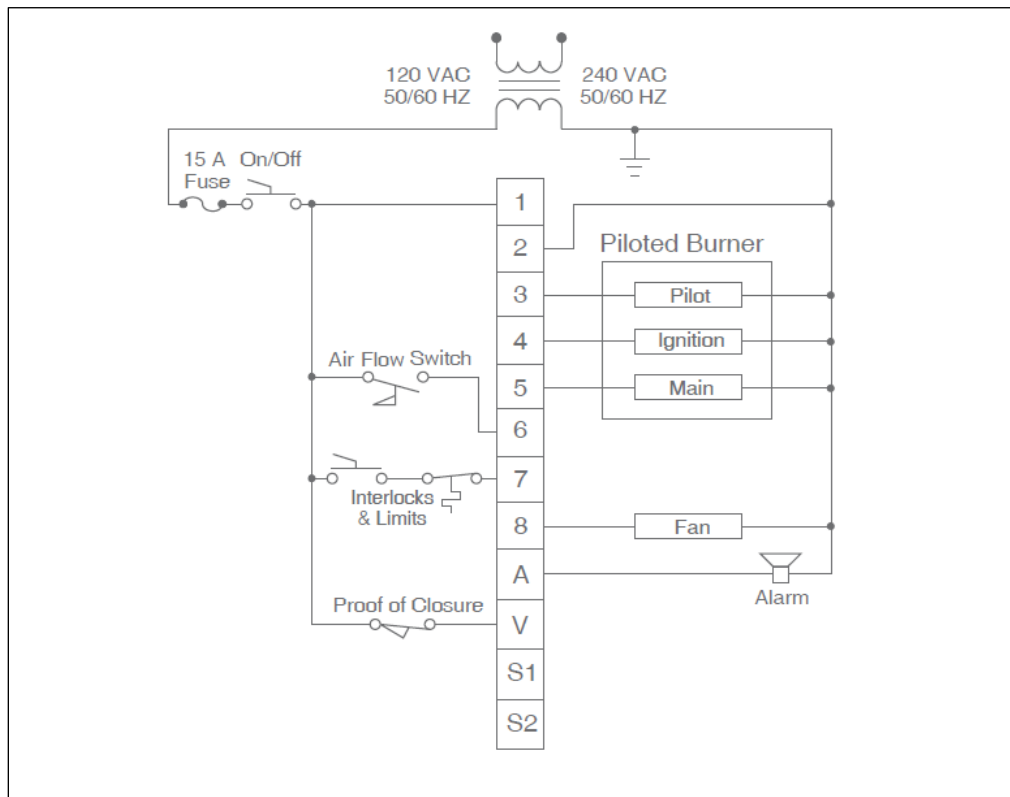 120 VAC
50/60 HZ
240 VAC
50/60 HZ
15 A
Fuse
On/Off
1
2
Piloted Burner
3
Pilot
4
Ignition
Air Flow Switch
5
Main
6
7
Interlocks
& Limits
8
Fan
A
Alarm
Proof of Closure
V
S1
S2